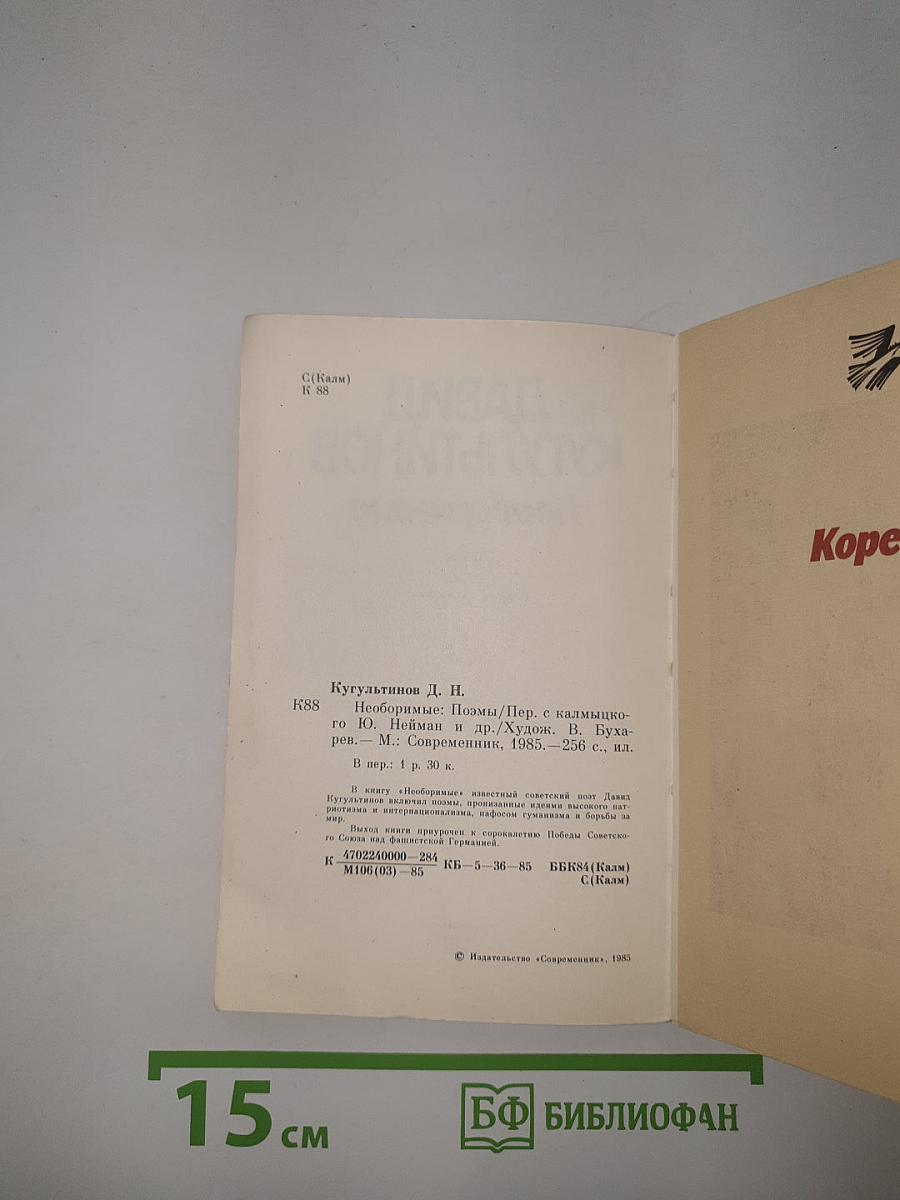 С(Калм)
К 88
Кугультинов Д. Н.
К88 Необоримые: Поэмы/Пер. с калмыцко-
го Ю. Нейман и др./Худож. В. Буха-
рев.— М.: Современник, 1985.—256 с., ил.
В пер.: 1 р. 30 к.
В книгу «Необоримые» известный советский поэт Давид
Кугультинов включил поэмы, пронизанные идеями высокого пат-
риотизма и интернационализма, пафосом гуманизма и борьбы за
мир.
Выход книги приурочен к сорокалетию Победы Советско-
го Союза над фашистской Германией.
К 4702240000—284
М106(03)—85 КБ—5—36—85 ББК84(Калм)
С(Калм)
© Издательство «Современник», 1985
Коре
15 см
БФ БИБЛИОФАН